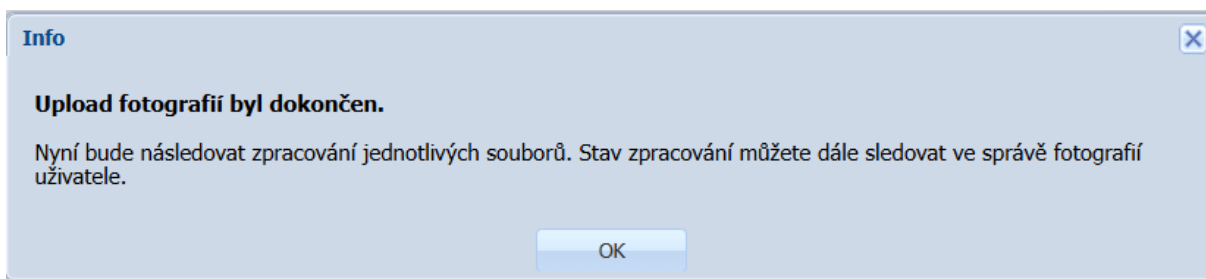 Info
Upload fotografií byl dokončen.
Nyní bude následovat zpracování jednotlivých souborů. Stav zpracování můžete dále sledovat ve správě fotografií
uživatele.
OK